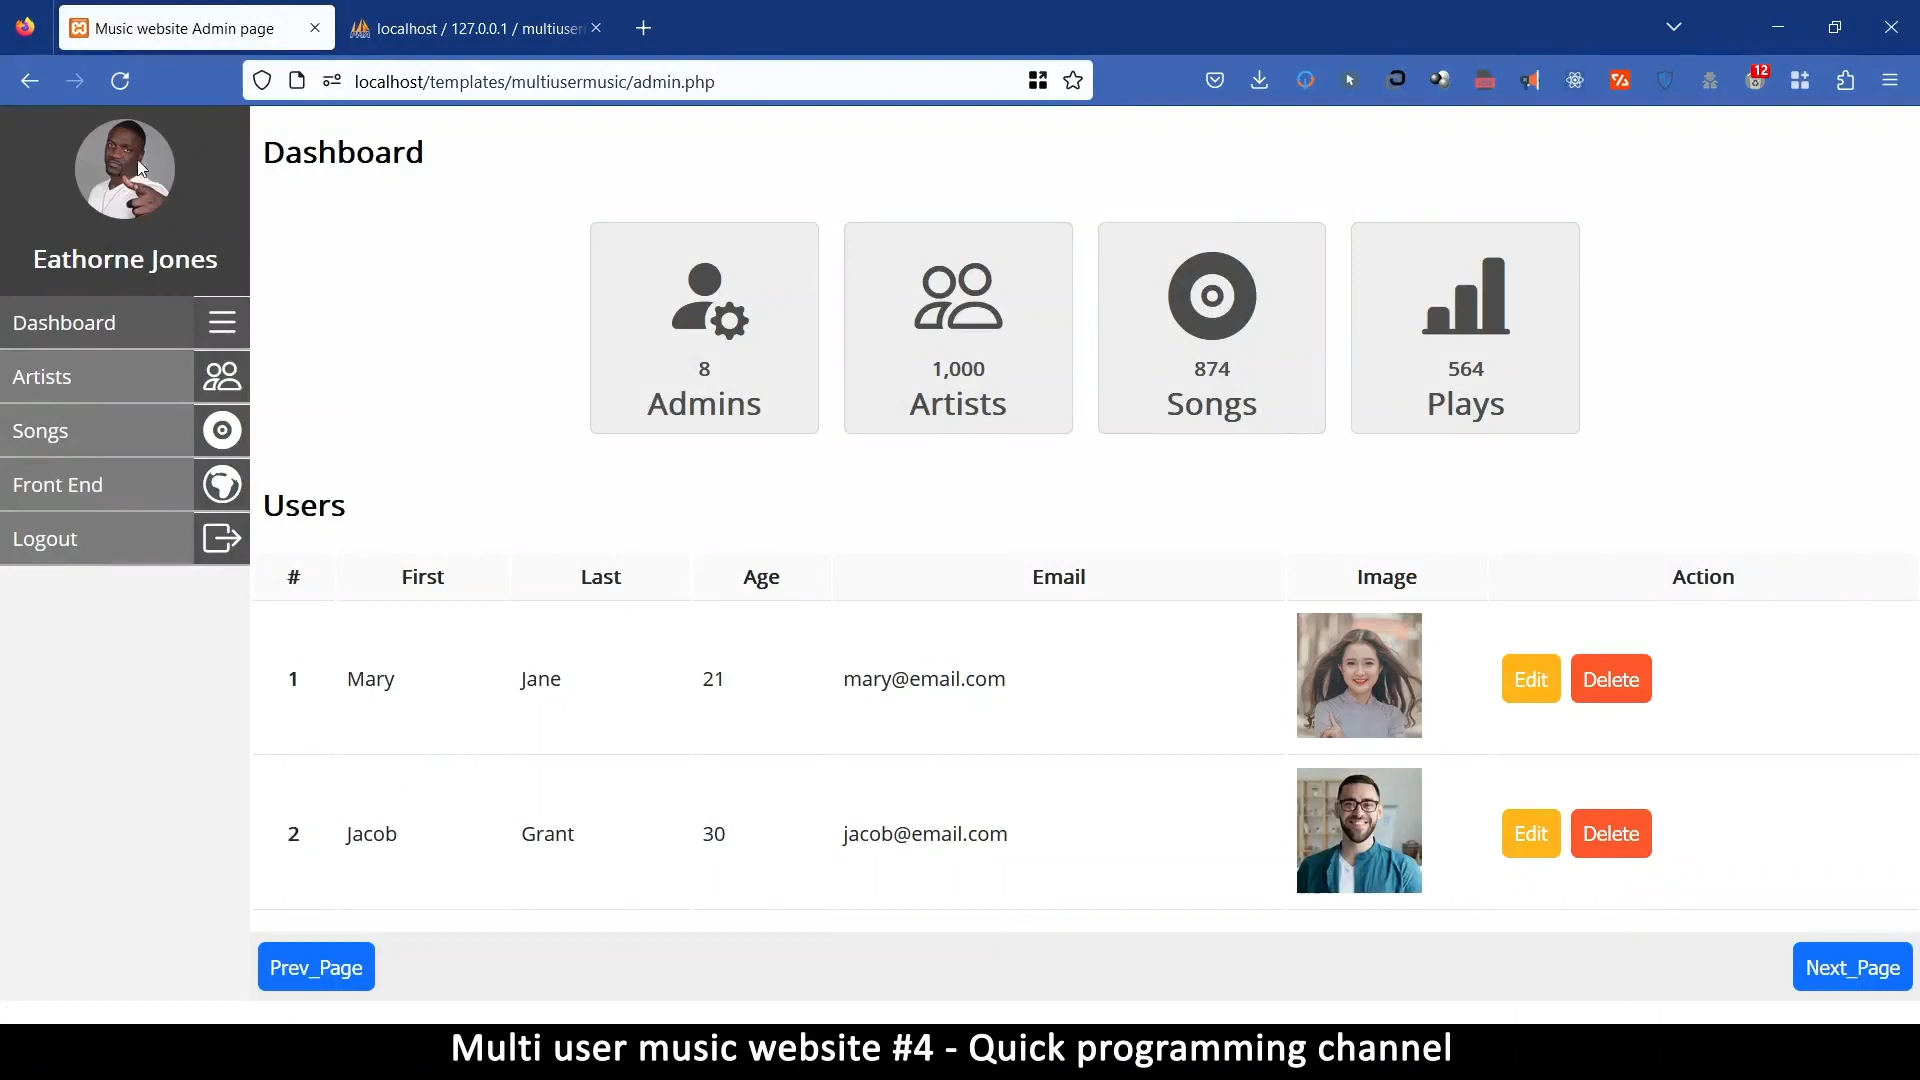 Music website Admin page
localhost / 127.0.0.1 / multiuser
localhost/templates/multiusermusic/admin.php
12
Eathorne Jones
Dashboard
Artists
Songs
Front End
Logout
Dashboard
8
Admins
1,000
Artists
874
Songs
564
Plays
Users
# First Last Age Email Image Action
1 Mary Jane 21 mary@email.com Edit Delete
2 Jacob Grant 30 jacob@email.com Edit Delete
Prev_Page
Next_Page
Multi user music website #4 - Quick programming channel